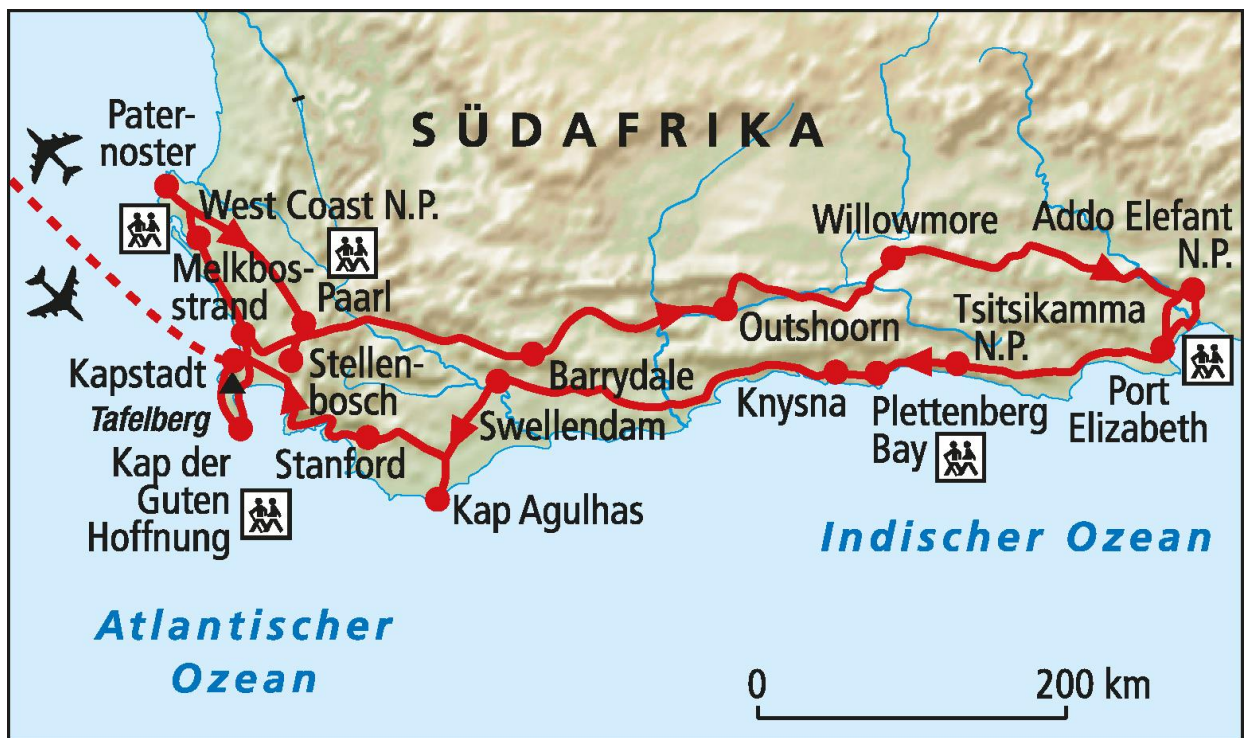 SÜDAFRIKA
Pater-
noster
West Coast N.P.
Melkbos-
strand
Paarl
Kapstadt
Tafelberg
Stellen-
bosch
Kap der
Guten
Hoffnung
Stanford
Swellendam
Kap Agulhas
Barrydale
Outshoorn
Willowmore
Addo Elefant
N.P.
Tsitsikamma
N.P.
Knysna
Plettenberg
Bay
Port
Elizabeth
Indischer Ozean
Atlantischer
Ozean
0
200 km